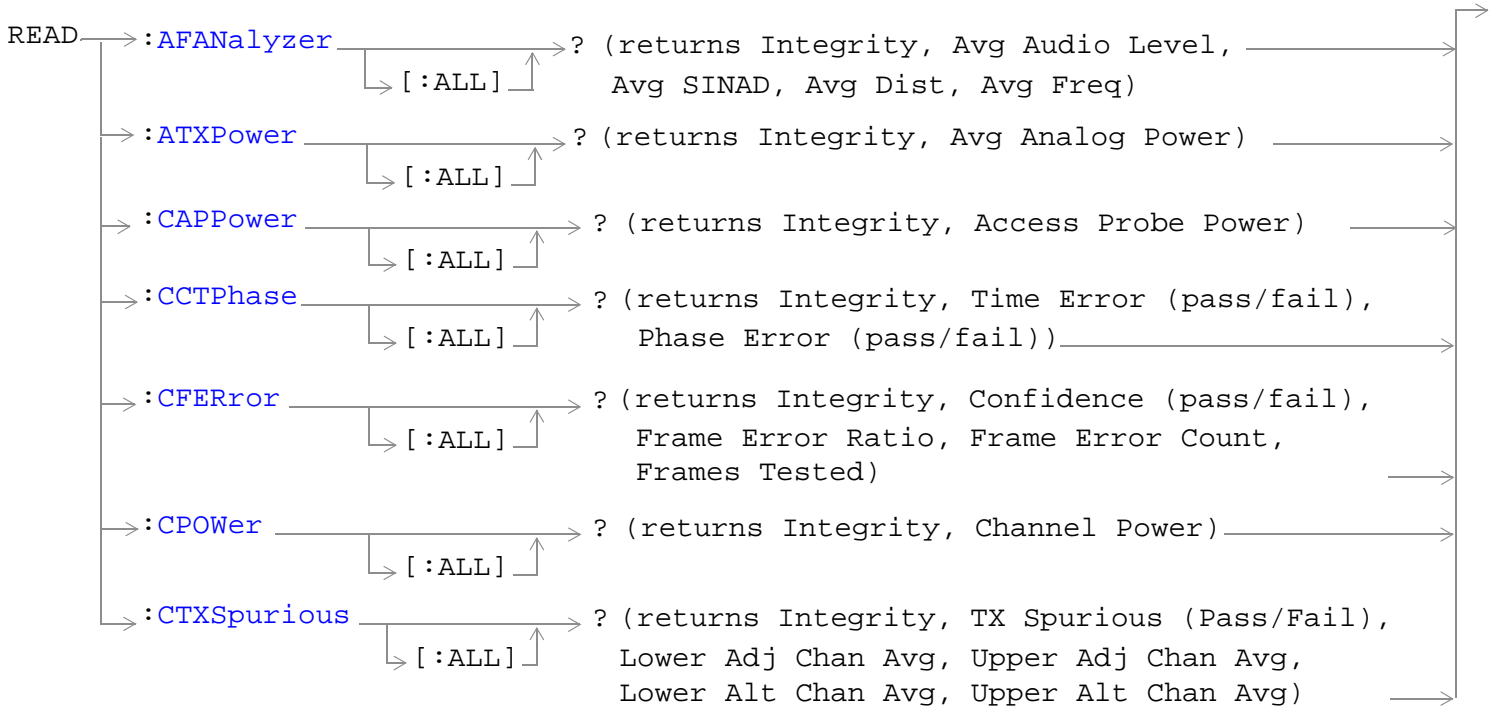 READ :AFANalyzer ? (returns Integrity, Avg Audio Level,
[:ALL] Avg SINAD, Avg Dist, Avg Freq)
:ATXPower ? (returns Integrity, Avg Analog Power)
[:ALL]
:CAPPower ? (returns Integrity, Access Probe Power)
[:ALL]
:CCTPhase ? (returns Integrity, Time Error (pass/fail),
[:ALL] Phase Error (pass/fail))
:CFERror ? (returns Integrity, Confidence (pass/fail),
[:ALL] Frame Error Ratio, Frame Error Count,
Frames Tested)
:CPOWer ? (returns Integrity, Channel Power)
[:ALL]
:CTXSpurious ? (returns Integrity, TX Spurious (Pass/Fail),
[:ALL] Lower Adj Chan Avg, Upper Adj Chan Avg,
Lower Alt Chan Avg, Upper Alt Chan Avg)